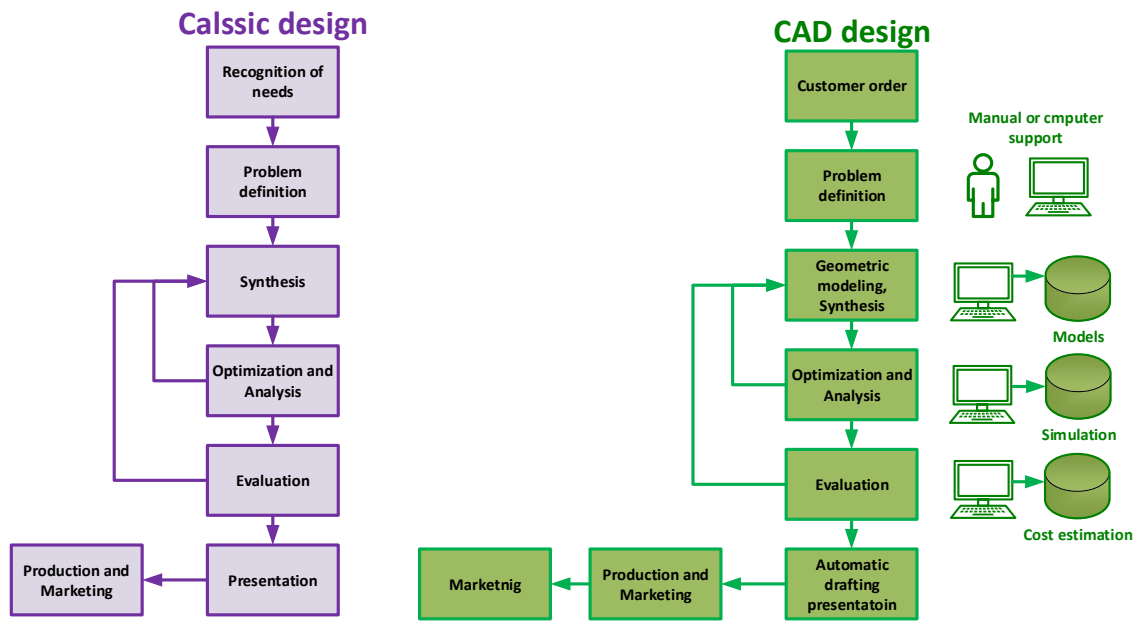 Calssic design
Recognition of
needs
Problem
definition
Synthesis
Optimization and
Analysis
Evaluation
Presentation
Production and
Marketing
CAD design
Customer order
Problem
definition
Geometric
modeling,
Synthesis
Optimization and
Analysis
Evaluation
Automatic
drafting
presentatoin
Production and
Marketing
Marketnig
Manual or cmputer
support
Models
Simulation
Cost estimation